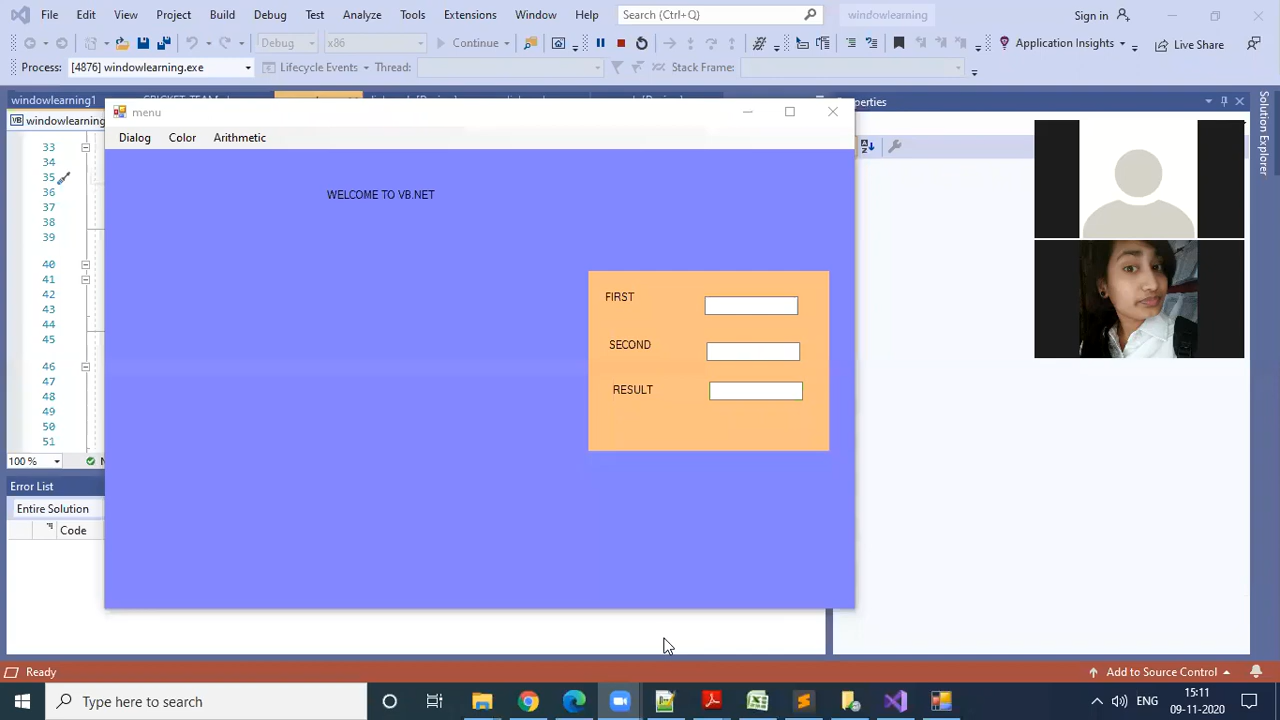 File Edit View Project Build Debug Test Analyze Tools Extensions Window Help Search (Ctrl+Q) windowlearning Sign in
Debug x86 Continue Application Insights Live Share
Process: [4876] windowlearning.exe Lifecycle Events Thread: Stack Frame:
windowlearning1
menu
Properties
windowlearning
Dialog Color Arithmetic
Solution Explorer
33
34
35
36
37
38
39
40
41
42
43
44
45
46
47
48
49
50
51
WELCOME TO VB.NET
FIRST
SECOND
RESULT
100 %
Error List
Entire Solution
Code
Ready
Add to Source Control
Type here to search
ENG
15:11
09-11-2020